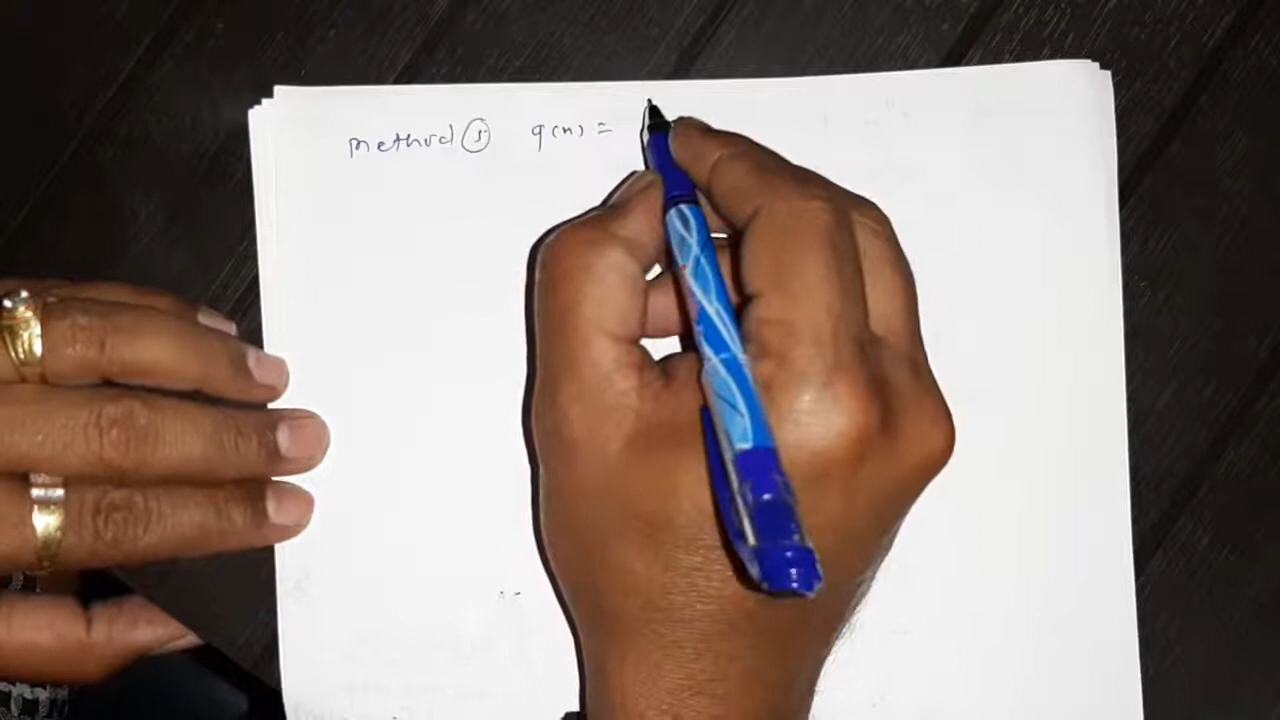 Method ⑤ q(n) =